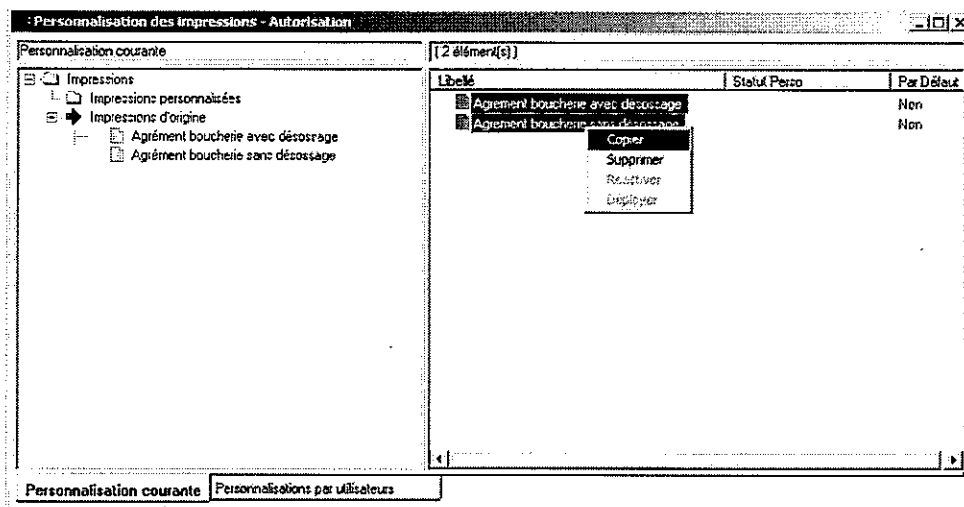 : Personnalisation des impressions - Autorisation
Personnalisation courante
[ 2 élément(s) ]
Impressions
Impressions personnalisées
Impressions d'origine
Agrément boucherie avec désossage
Agrément boucherie sans désossage
Libellé Statut Perso Par Défaut
Agrement boucherie avec desossage Non
Agrement boucherie sans desossage Non
Copier
Supprimer
Réactiver
Déployer
Personnalisation courante Personnalisations par utilisateurs